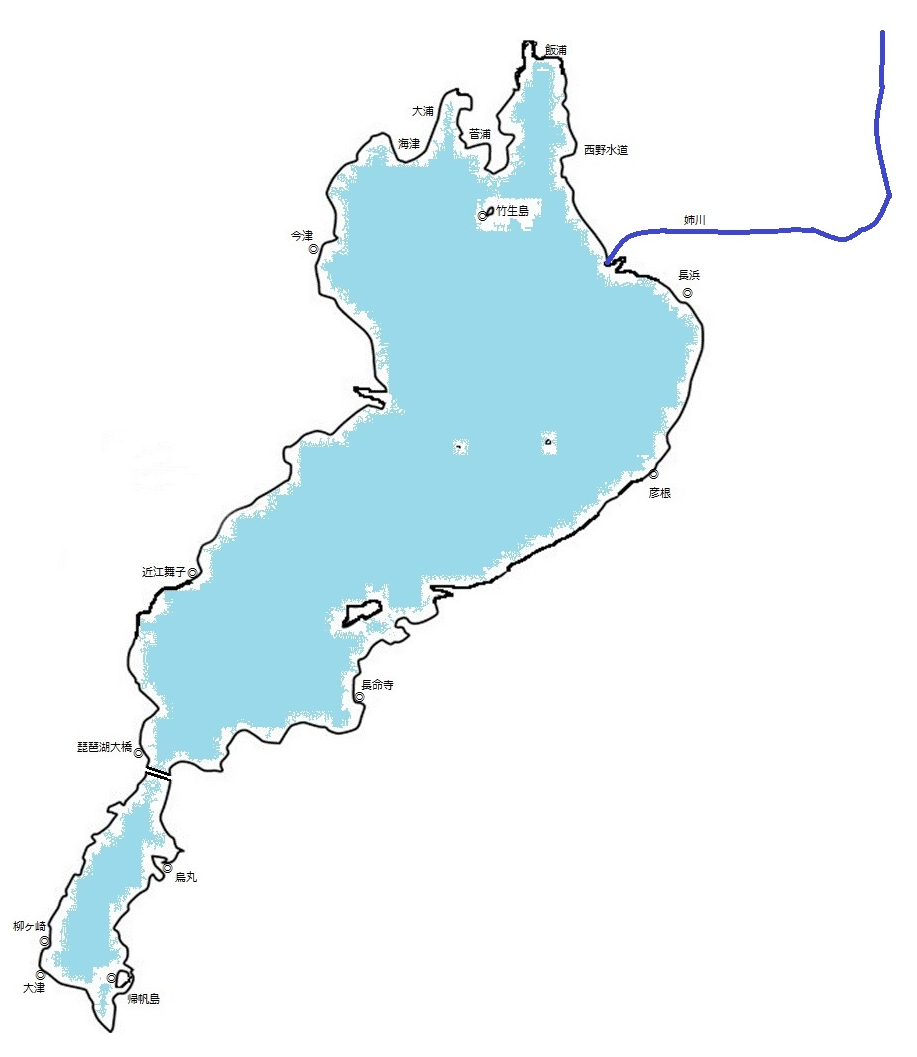 飯浦
大浦
菅浦
海津
西野水道
竹生島
姉川
今津
長浜
彦根
近江舞子
長命寺
琵琶湖大橋
烏丸
柳ヶ崎
大津
帰帆島